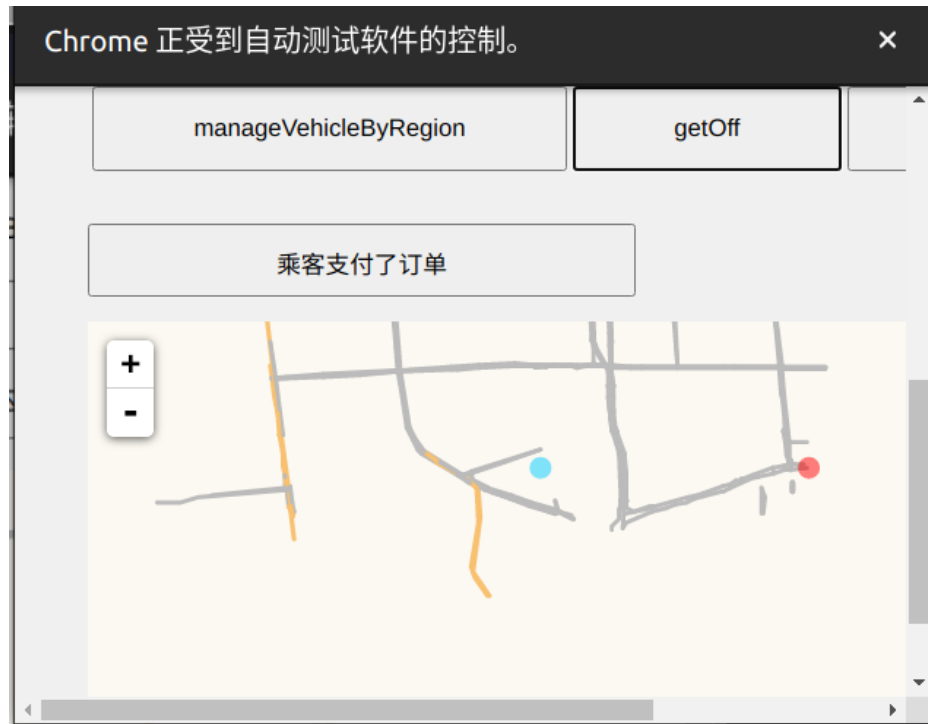 Chrome 正受到自动测试软件的控制。 ×
manageVehicleByRegion getOff
乘客支付了订单
+
-